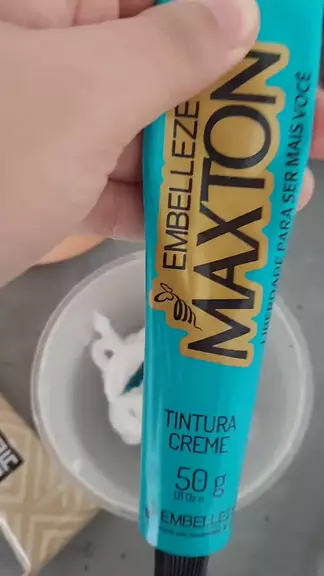 EMBELLEZE
MAXTON
LIBERDADE PARA SER MAIS VOCÊ
TINTURA
CREME
50 g
EMBELLEZE